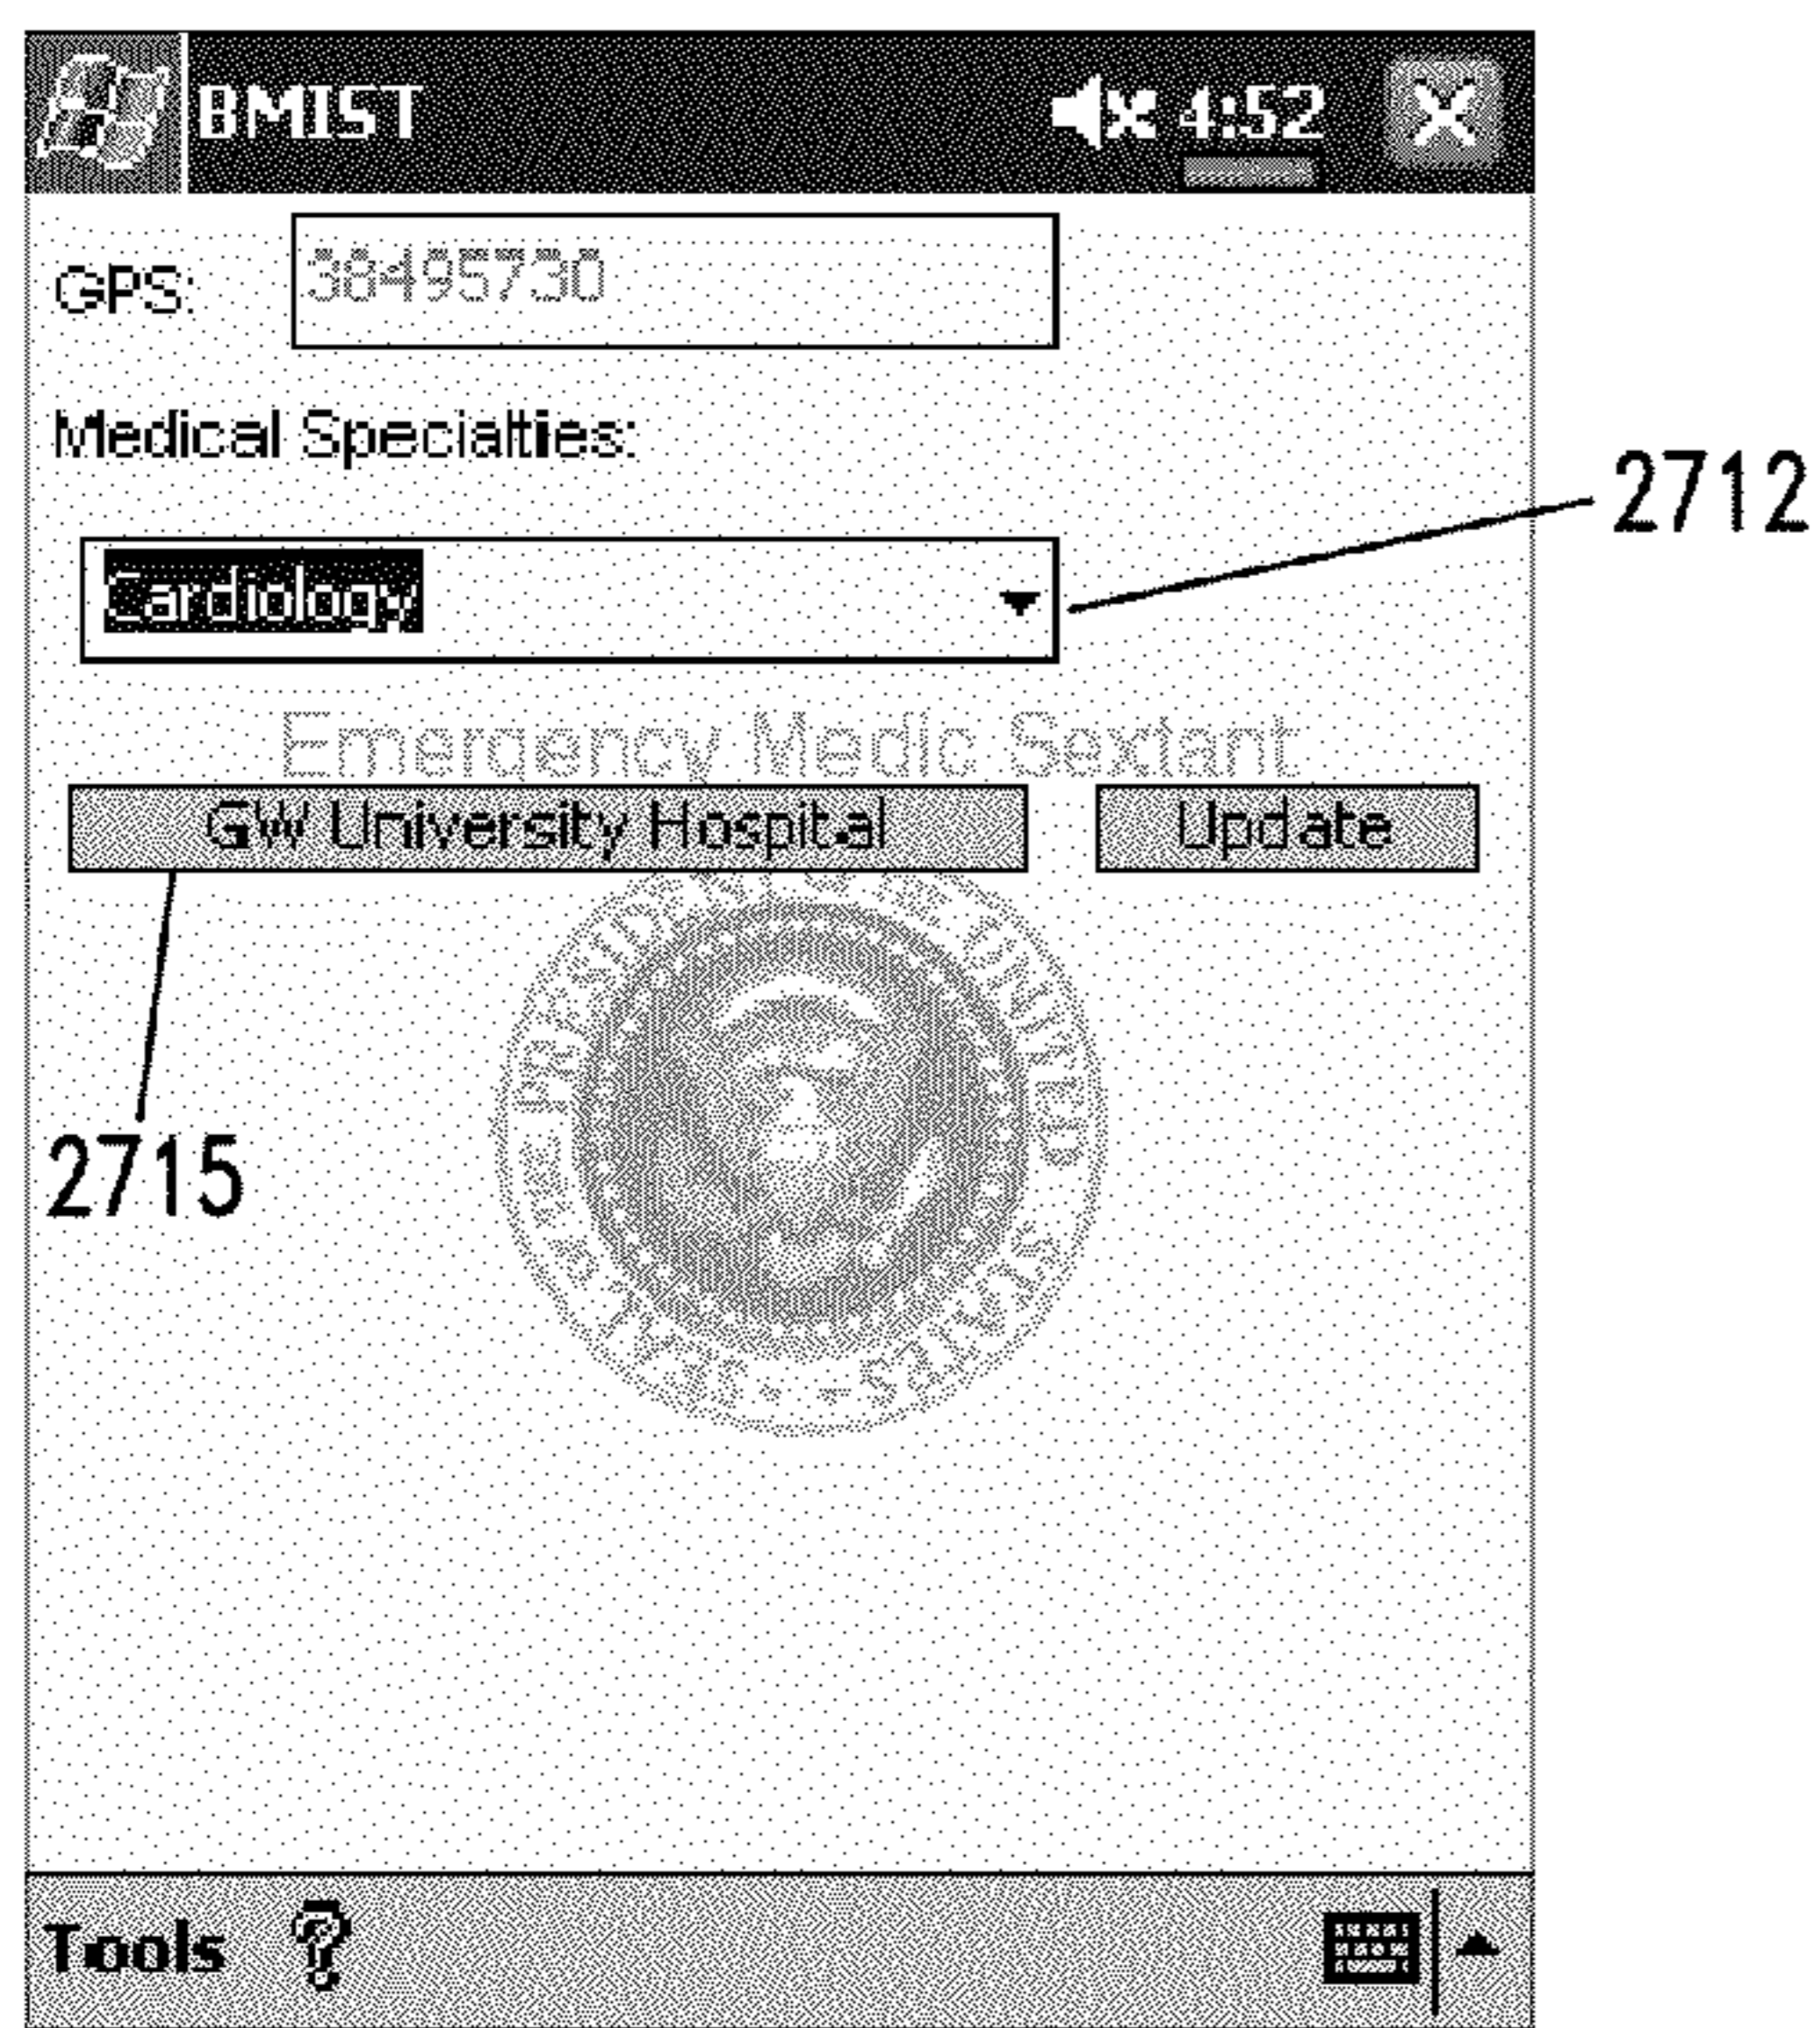 BMIST 4:52
GPS: 38495730
Medical Specialties:
2712
Cardiology
Emergency Medic Sextant
GW University Hospital Update
2715
Tools ?